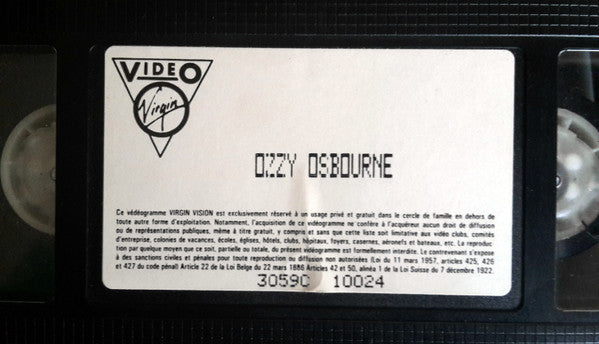 VIDEO
Virgin
OZZY OSBOURNE
Ce védéogramme VIRGIN VISION est exclusivement réservé à un usage privé et gratuit dans le cercle de famille en dehors de
toute autre forme d'exploitation. Notamment, l'acquisition de ce vidéogramme ne confère à l'acquéreur aucun droit de diffusion
ou de représentations publiques, même à titre gratuit, y compris et sans que cette liste soit limitative aux vidéo clubs, comités
d'entreprise, colonies de vacances, écoles, églises, hôtels, clubs, hôpitaux, foyers, casernes, aéronefs et bateaux, etc. La reproduc
tion par quelque moyen que ce soit, partielle ou totale, du présent vidéogramme est formellement interdite. Le contrevenant s'expose
à des sanctions civiles et pénales pour toute reproduction ou diffusion non autorisées (Loi du 11 mars 1957, articles 425, 426
et 427 du code pénal) Article 22 de la Loi Belge du 22 mars 1886 Articles 42 et 50, alinéa 1 de la Loi Suisse du 7 décembre 1922.
3059C 10024